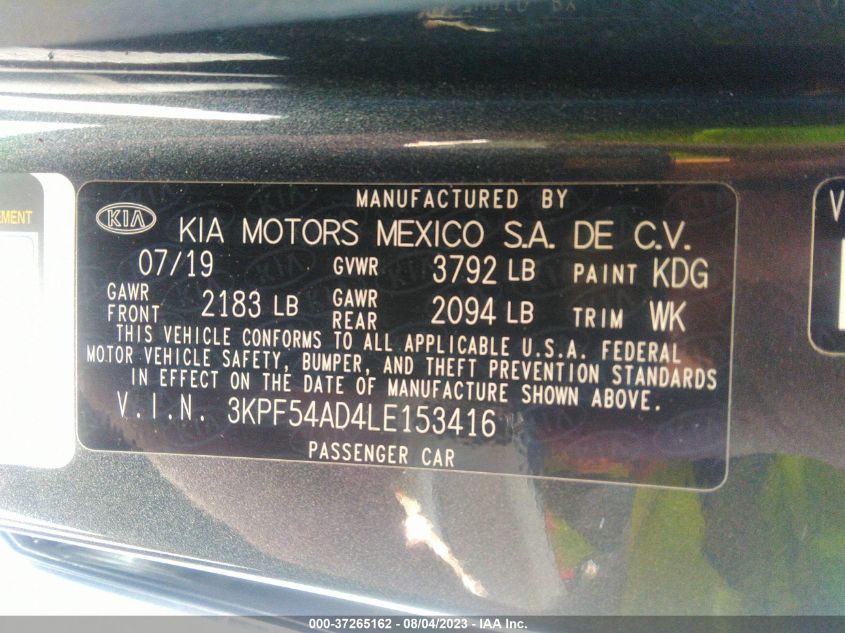 MANUFACTURED BY
KIA KIA MOTORS MEXICO S.A. DE C.V.
07/19 GVWR 3792 LB PAINT KDG
GAWR FRONT 2183 LB GAWR REAR 2094 LB TRIM WK
THIS VEHICLE CONFORMS TO ALL APPLICABLE U.S.A. FEDERAL
MOTOR VEHICLE SAFETY, BUMPER, AND THEFT PREVENTION STANDARDS
IN EFFECT ON THE DATE OF MANUFACTURE SHOWN ABOVE.
V.I.N. 3KPF54AD4LE153416
PASSENGER CAR
000-37265162 - 08/04/2023 - IAA Inc.